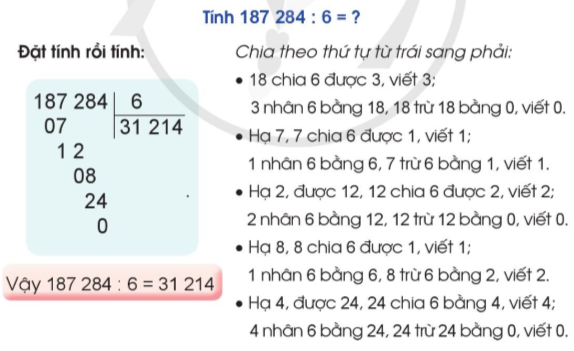 Tính 187 284 : 6 = ?
Đặt tính rồi tính:
187 284 6
07 31 214
1 2
08
24
0
Vậy 187 284 : 6 = 31 214
Chia theo thứ tự từ trái sang phải:
• 18 chia 6 được 3, viết 3;
3 nhân 6 bằng 18, 18 trừ 18 bằng 0, viết 0.
• Hạ 7, 7 chia 6 được 1, viết 1;
1 nhân 6 bằng 6, 7 trừ 6 bằng 1, viết 1.
• Hạ 2, được 12, 12 chia 6 được 2, viết 2;
2 nhân 6 bằng 12, 12 trừ 12 bằng 0, viết 0.
• Hạ 8, 8 chia 6 được 1, viết 1;
1 nhân 6 bằng 6, 8 trừ 6 bằng 2, viết 2.
• Hạ 4, được 24, 24 chia 6 bằng 4, viết 4;
4 nhân 6 bằng 24, 24 trừ 24 bằng 0, viết 0.